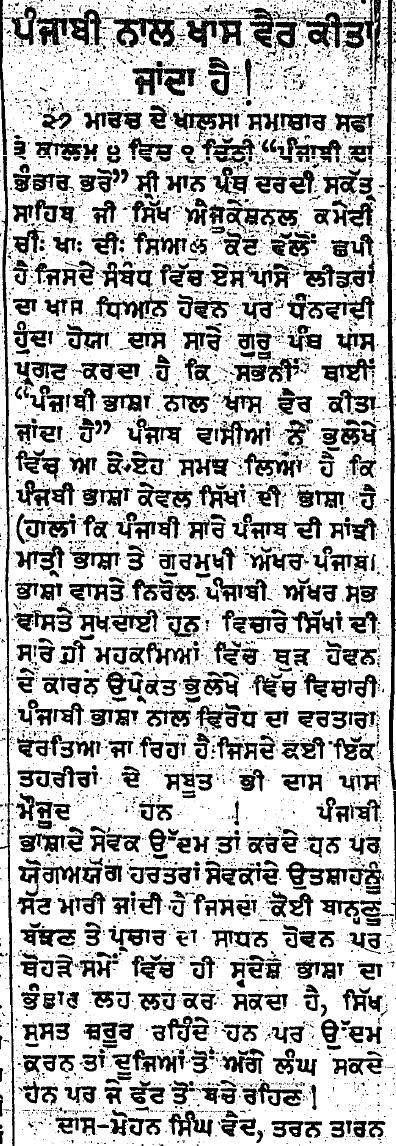 ਪੰਜਾਬੀ ਨਾਲ ਖਾਸ ਵੈਰ ਕੀਤਾ
ਜਾਂਦਾ ਹੈ !
੨੭ ਮਾਰਚ ਦੇ ਖਾਲਸਾ ਸਮਾਚਾਰ ਸਫਾ
੩ ਕਾਲਮ ੪ ਵਿਚ ੧ ਚਿੱਠੀ “ਪੰਜਾਬੀ ਦਾ
ਭੰਡਾਰ ਭਰੋ” ਸ੍ਰੀ ਮਾਨ ਪੰਥ ਦਰਦੀ ਸਕੱਤ੍ਰ
ਸਾਹਿਬ ਜੀ ਸਿੱਖ ਐਜੂਕੇਸ਼ਨਲ ਕਮੇਟੀ
ਚੀ: ਖਾ: ਦੀ: ਸਿਆਲ ਕੋਟ ਵੱਲੋਂ ਛਪੀ
ਹੈ ਜਿਸਦੇ ਸੰਬੰਧ ਵਿੱਚ ਏਸ ਪਾਸੇ ਲੀਡਰਾਂ
ਦਾ ਖਾਸ ਧਿਆਨ ਹੋਵਨ ਪਰ ਧੰਨਵਾਦੀ
ਹੁੰਦਾ ਹੋਯਾ ਦਾਸ ਸਾਰੇ ਗੁਰੂ ਪੰਥ ਪਾਸ
ਪ੍ਰਗਟ ਕਰਦਾ ਹੈ ਕਿ ਸਭਨੀਂ ਥਾਈਂ
“ਪੰਜਾਬੀ ਭਾਸ਼ਾ ਨਾਲ ਖਾਸ ਵੈਰ ਕੀਤਾ
ਜਾਂਦਾ ਹੈ” ਪੰਜਾਬ ਵਾਸੀਆਂ ਨੇ ਭੁਲੇਖੇ
ਵਿੱਚ ਆ ਕੇ ਏਹ ਸਮਝ ਲਿਆ ਹੈ ਕਿ
ਪੰਜਬੀ ਭਾਸ਼ਾ ਕੇਵਲ ਸਿੱਖਾਂ ਦੀ ਭਾਸ਼ਾ ਹੈ
(ਹਾਲਾਂ ਕਿ ਪੰਜਾਬੀ ਸਾਰੇ ਪੰਜਾਬ ਦੀ ਸਾਂਝੀ
ਮਾਤ੍ਰੀ ਭਾਸ਼ਾ ਤੇ ਗੁਰਮੁਖੀ ਅੱਖਰ ਪੰਜਾਬੀ
ਭਾਸ਼ਾ ਵਾਸਤੇ ਨਿਰੋਲ ਪੰਜਾਬੀ ਅੱਖਰ ਸਭ
ਵਾਸਤੇ ਸੁਖਦਾਈ ਹਨ। ਵਿਚਾਰੇ ਸਿੱਖਾਂ ਦੀ
ਸਾਰੇ ਹੀ ਮਹਕਮਿਆਂ ਵਿੱਚ ਥੁੜ ਹੋਵਨ
ਦੇ ਕਾਰਨ ਉਪ੍ਰੋਕਤ ਭੁਲੇਖੇ ਵਿੱਚ ਵਿਚਾਰੀ
ਪੰਜਾਬੀ ਭਾਸ਼ਾ ਨਾਲ ਵਿਰੋਧ ਦਾ ਵਰਤਾਰਾ
ਵਰਤਿਆ ਜਾ ਰਿਹਾ ਹੈ ਜਿਸਦੇ ਕਈ ਇੱਕ
ਤਹਰੀਰਾਂ ਦੇ ਸਬੂਤ ਭੀ ਦਾਸ ਪਾਸ
ਮੌਜੂਦ ਹਨ ! ਪੰਜਾਬੀ
ਭਾਸ਼ਾਦੇ ਸੇਵਕ ਉੱਦਮ ਤਾਂ ਕਰਦੇ ਹਨ ਪਰ
ਯੋਗਅਯੋਗ ਹਰਤਰਾਂ ਸੇਵਕਾਂਦੇ ਉਤਸ਼ਾਹਨੂੰ
ਸੱਟ ਮਾਰੀ ਜਾਂਦੀ ਹੈ ਜਿਸਦਾ ਕੋਈ ਬਾਨ੍ਹਣੂ
ਬੱਝਣ ਤੇ ਪ੍ਰਚਾਰ ਦਾ ਸਾਧਨ ਹੋਵਨ ਪਰ
ਥੋਹੜੇ ਸਮੇਂ ਵਿੱਚ ਹੀ ਸ੍ਵਦੇਸ਼ ਭਾਸ਼ਾ ਦਾ
ਭੰਡਾਰ ਲਹ ਲਹ ਕਰ ਸਕਦਾ ਹੈ, ਸਿੱਖ
ਸੁਸਤ ਜ਼ਰੂਰ ਰਹਿੰਦੇ ਹਨ ਪਰ ਉੱਦਮ
ਕਰਨ ਤਾਂ ਦੂਜਿਆਂ ਤੋਂ ਅੱਗੇ ਲੰਘ ਸਕਦੇ
ਹਨ ਪਰ ਜੇ ਫੁੱਟ ਤੋਂ ਬਚੇ ਰਹਿਣ !
ਦਾਸ-ਮੋਹਨ ਸਿੰਘ ਵੈਦ, ਤਰਨ ਤਾਰਨ